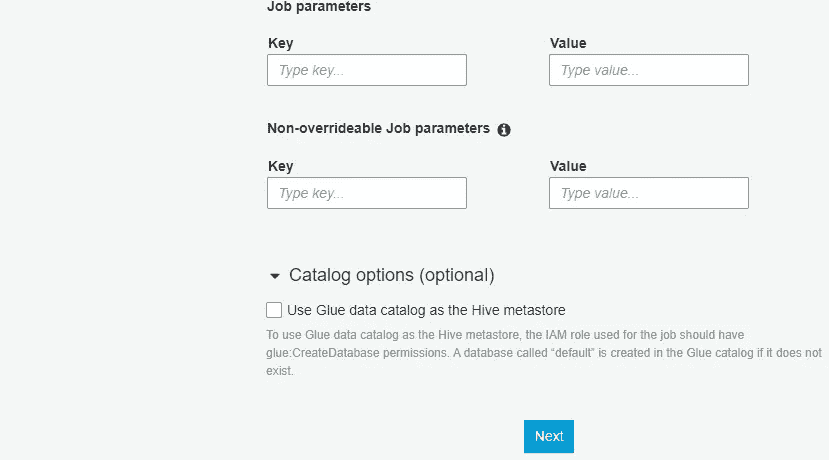 Job parameters
Key Value
Type key... Type value...
Non-overrideable Job parameters
Key Value
Type key... Type value...
Catalog options (optional)
Use Glue data catalog as the Hive metastore
To use Glue data catalog as the Hive metastore, the IAM role used for the job should have
glue:CreateDatabase permissions. A database called “default” is created in the Glue catalog if it does not
exist.
Next